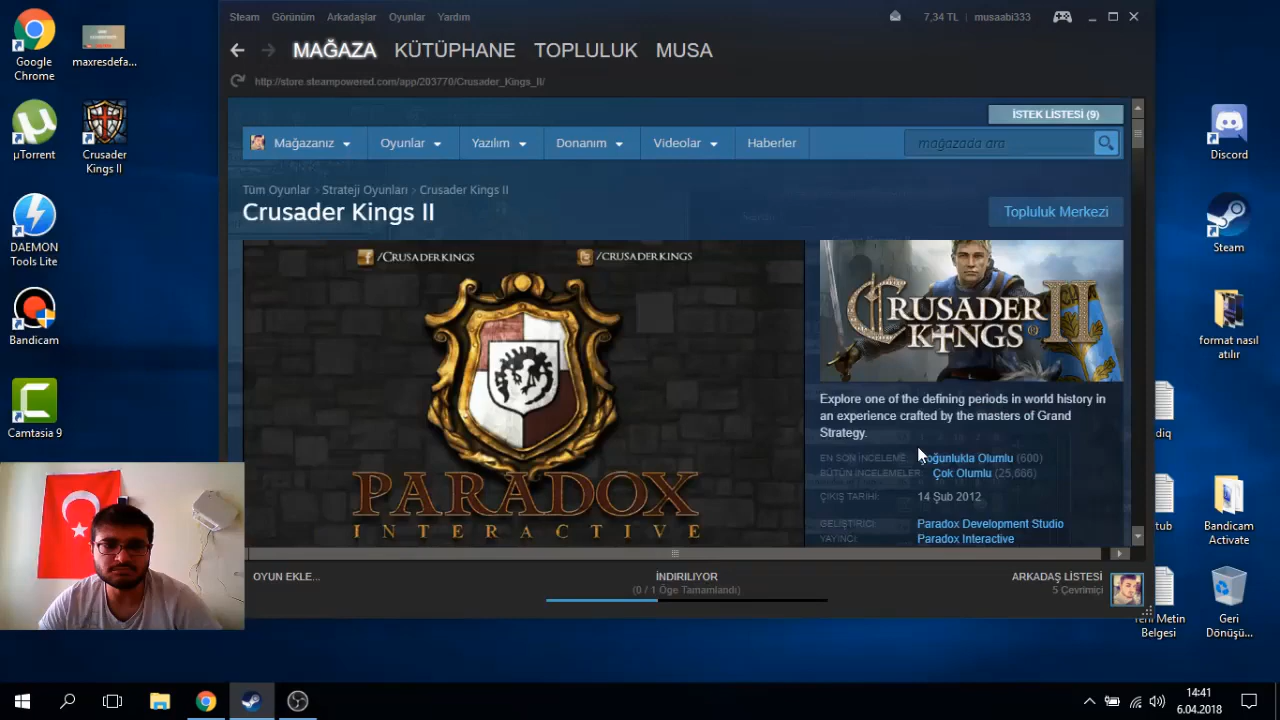 Google
Chrome
maxresdefa...
µTorrent
Crusader
Kings II
DAEMON
Tools Lite
Bandicam
Camtasia 9
Steam Görünüm Arkadaşlar Oyunlar Yardım
7,34 TL musaabi333
MAĞAZA KÜTÜPHANE TOPLULUK MUSA
http://store.steampowered.com/app/203770/Crusader_Kings_II/
İSTEK LİSTESİ (9)
Mağazanız Oyunlar Yazılım Donanım Videolar Haberler mağazada ara
Tüm Oyunlar > Strateji Oyunları > Crusader Kings II
Crusader Kings II
Topluluk Merkezi
/CRUSADERKINGS /CRUSADERKINGS
PARADOX
INTERACTIVE
CRUSADER
KINGS II
Explore one of the defining periods in world history in
an experience crafted by the masters of Grand
Strategy.
EN SON İNCELEME: oğunlukla Olumlu (600)
BÜTÜN İNCELEMELER: Çok Olumlu (25,666)
ÇIKIŞ TARİHİ: 14 Şub 2012
GELİŞTİRİCİ: Paradox Development Studio
YAYINCI: Paradox Interactive
OYUN EKLE...
İNDİRİLİYOR
(0 / 1 Öge Tamamlandı)
ARKADAŞ LİSTESİ
5 Çevrimiçi
Discord
Steam
format nasıl
atılır
diq
tub
Bandicam
Activate
Yeni Metin
Belgesi
Geri
Dönüşü...
14:41
6.04.2018